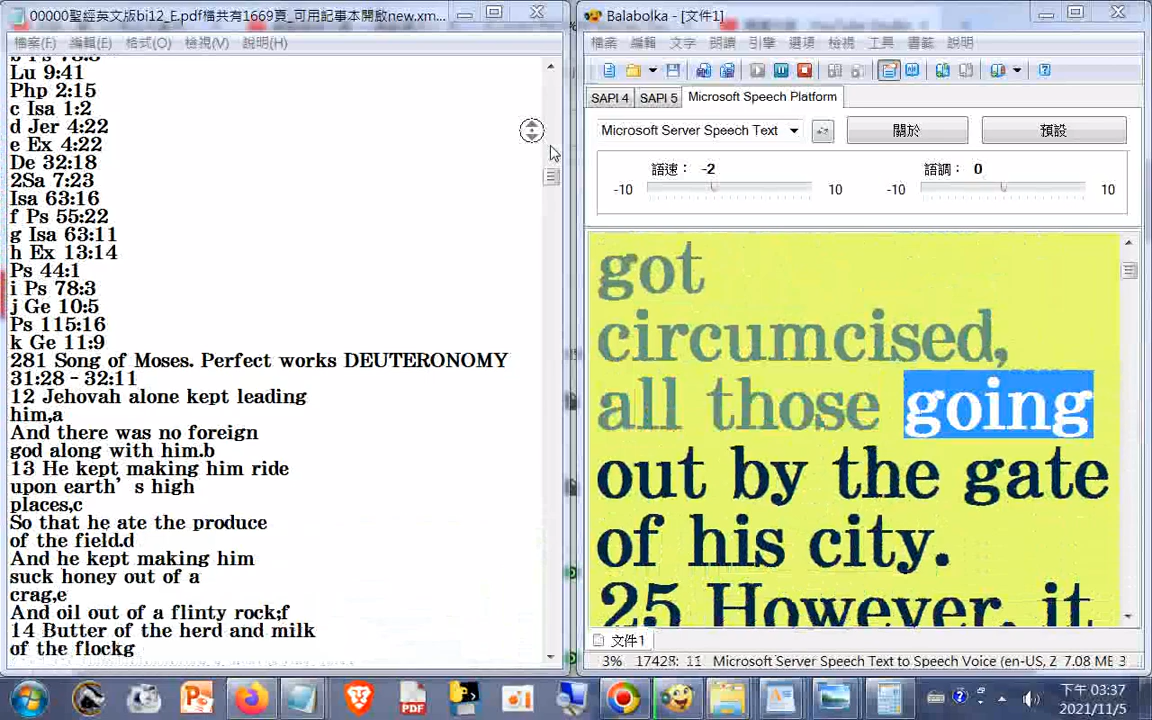 00000聖經英文版bi12_E.pdf檔共有1669頁_可用記事本開啟new.xm...
檔案(F) 編輯(E) 格式(O) 檢視(V) 說明(H)
Lu 9:41
Php 2:15
c Isa 1:2
d Jer 4:22
e Ex 4:22
De 32:18
2Sa 7:23
Isa 63:16
f Ps 55:22
g Isa 63:11
h Ex 13:14
Ps 44:1
i Ps 78:3
j Ge 10:5
Ps 115:16
k Ge 11:9
281 Song of Moses. Perfect works DEUTERONOMY
31:28 - 32:11
12 Jehovah alone kept leading
him,a
And there was no foreign
god along with him.b
13 He kept making him ride
upon earth’s high
places,c
So that he ate the produce
of the field.d
And he kept making him
suck honey out of a
crag,e
And oil out of a flinty rock;f
14 Butter of the herd and milk
of the flockg
Balabolka - [文件1]
檔案 編輯 文字 朗讀 引擎 選項 檢視 工具 書籤 說明
SAPI 4 SAPI 5 Microsoft Speech Platform
Microsoft Server Speech Text 關於 預設
語速： -2 語調： 0
-10 10 -10 10
got
circumcised,
all those going
out by the gate
of his city.
25 However, it
文件1
3% 17428: 11 Microsoft Server Speech Text to Speech Voice (en-US, Z 7.08 ME 3
下午 03:37
2021/11/5